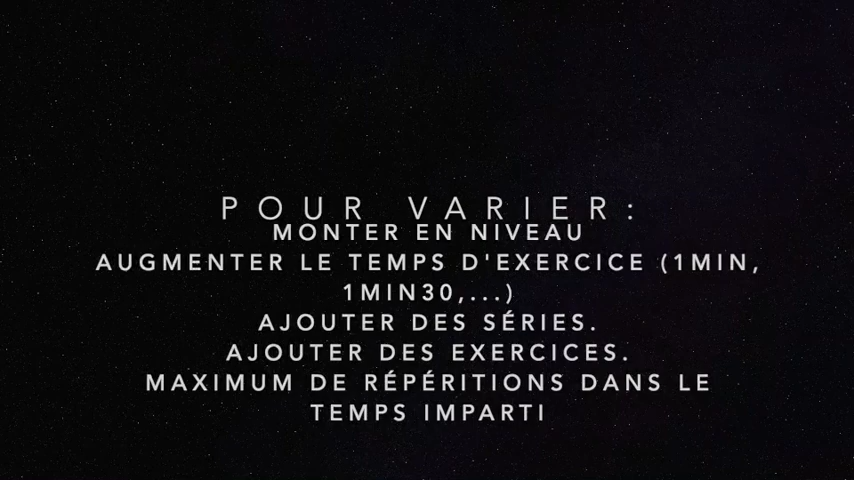 POUR VARIER:
MONTER EN NIVEAU
AUGMENTER LE TEMPS D'EXERCICE (1MIN,
1MIN30,...)
AJOUTER DES SÉRIES.
AJOUTER DES EXERCICES.
MAXIMUM DE RÉPÉRITIONS DANS LE
TEMPS IMPARTI